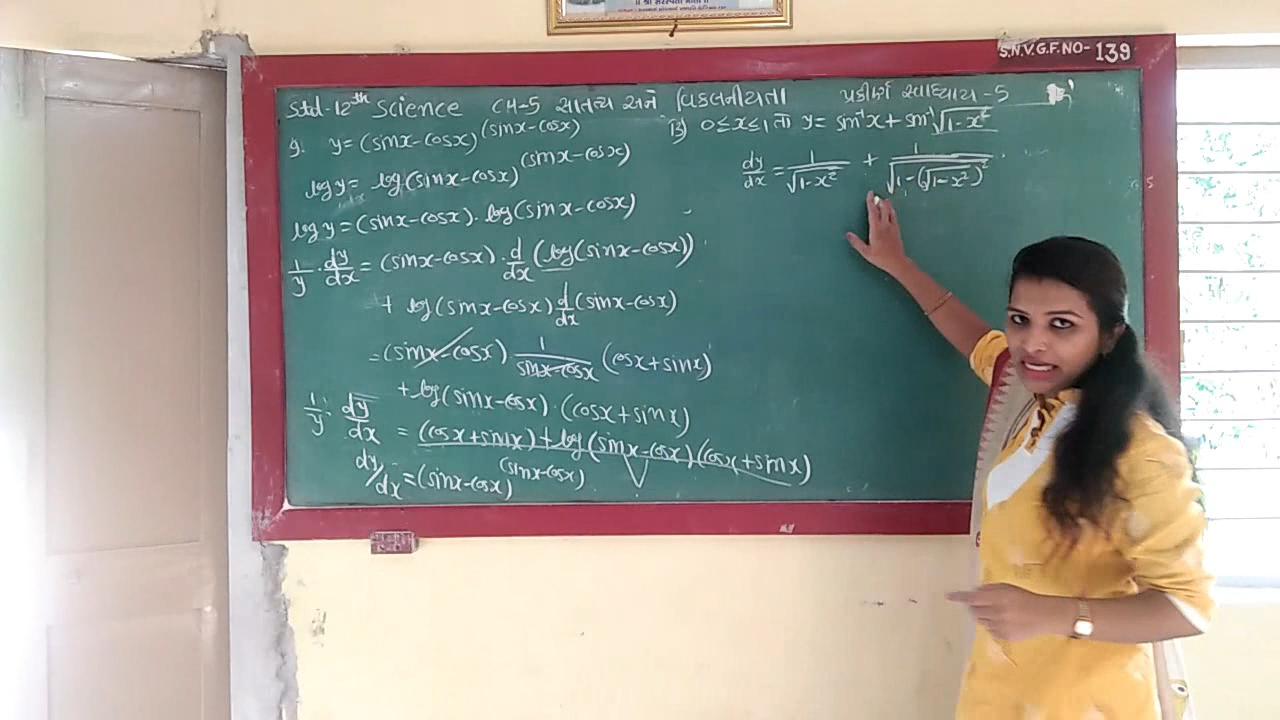 ॥ શ્રી સરસ્વતી માતા ॥
S.N.V.G.F.NO- 139
Std-12th Science CH-5 સાતત્ય અને વિકલનીયતા પ્રકીર્ણ સ્વાધ્યાય-5
9. y=(sinx-cosx)^(sinx-cosx)
log y = log(sinx-cosx)^(sinx-cosx)
log y = (sinx-cosx). log(sinx-cosx)
1/y . dy/dx = (sinx-cosx) . d/dx (log(sinx-cosx))
+ log(sinx-cosx) d/dx (sinx-cosx)
= (sinx-cosx) 1/(sinx-cosx) (cosx+sinx)
+ log(sinx-cosx) . (cosx+sinx)
1/y . dy/dx = (cosx+sinx) + log(sinx-cosx) (cosx+sinx)
dy/dx = (sinx-cosx)^(sinx-cosx)
13) 0≤x≤1 તો y = sin⁻¹x + sin⁻¹√(1-x²)
dy/dx = 1/√(1-x²) + 1/√(1-(√(1-x²))²)